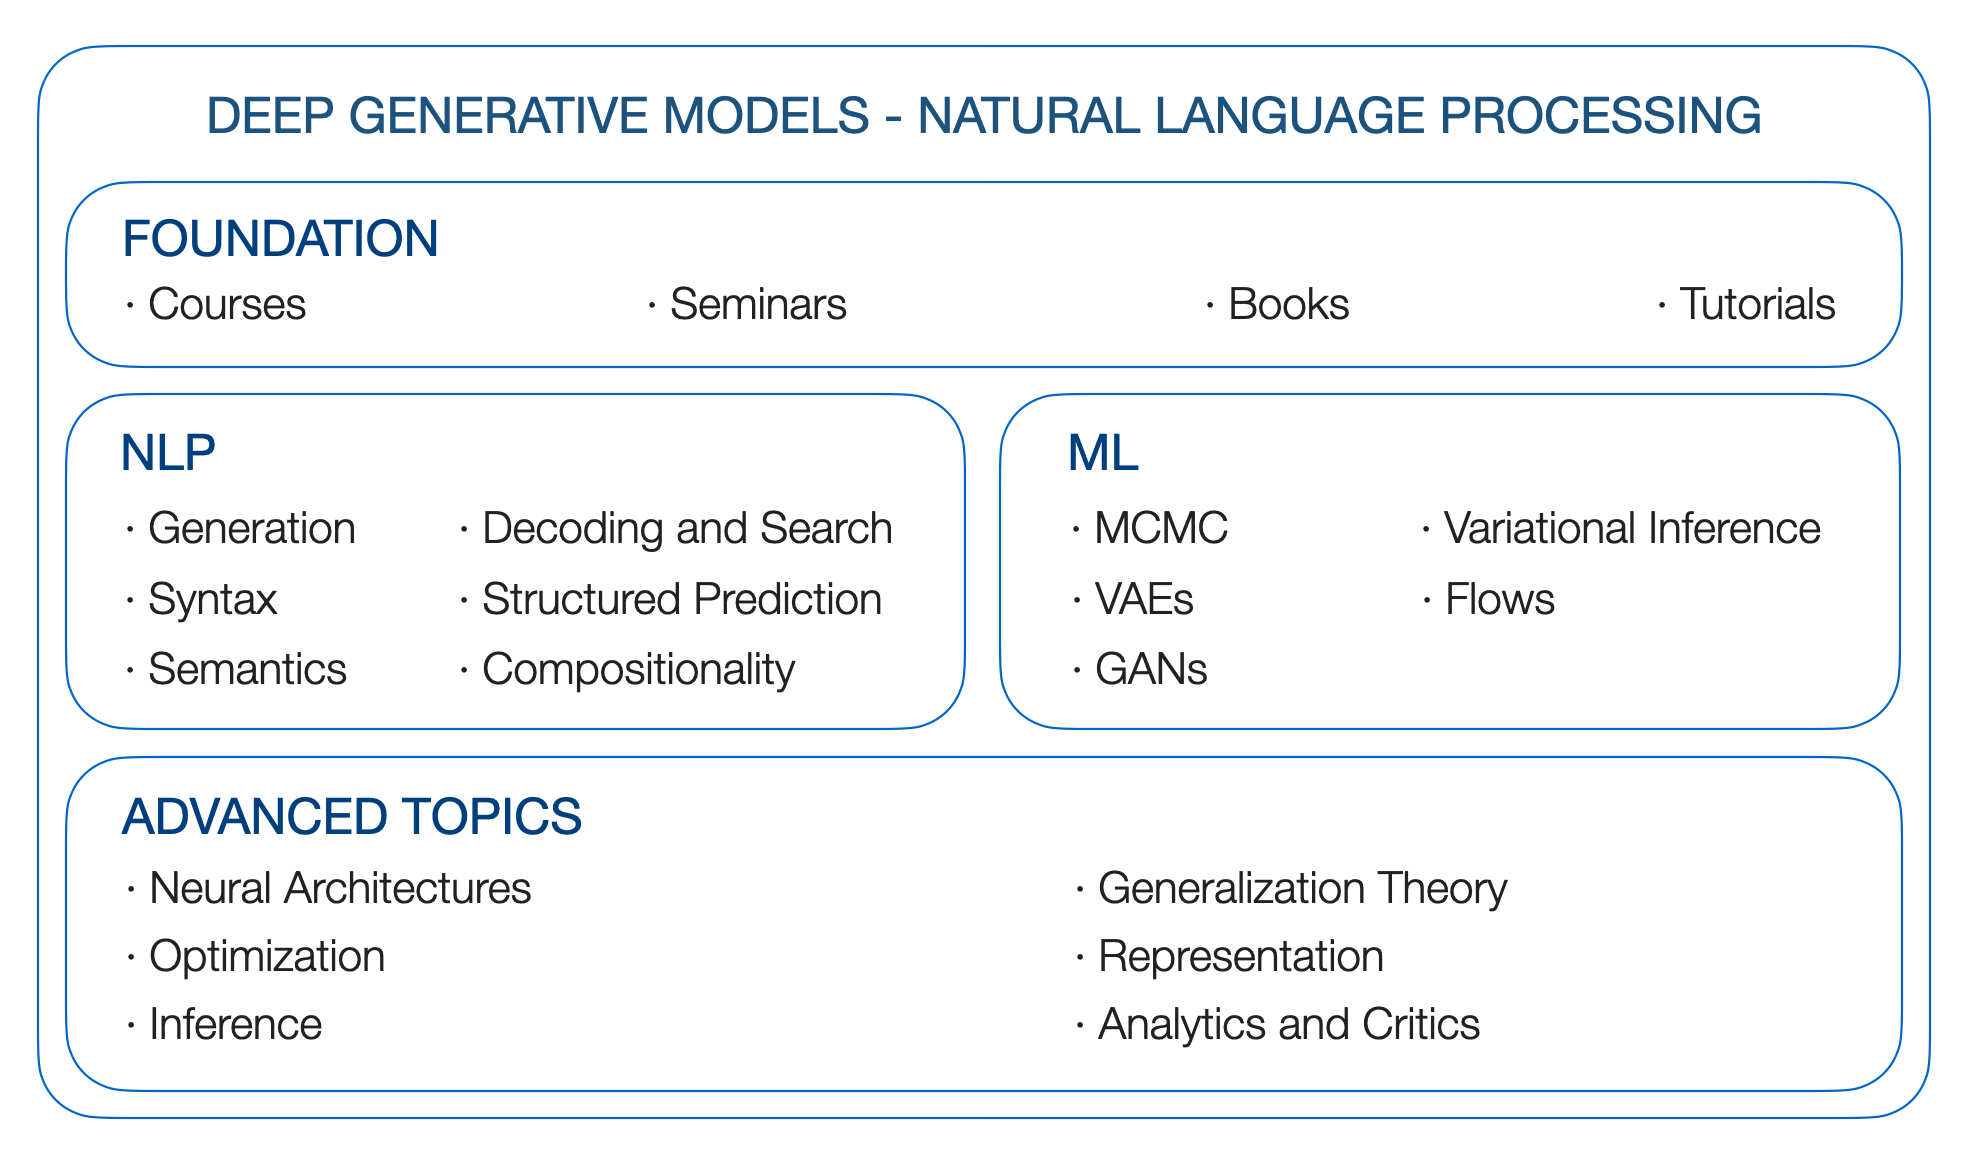 DEEP GENERATIVE MODELS - NATURAL LANGUAGE PROCESSING
FOUNDATION
· Courses · Seminars · Books · Tutorials
NLP
· Generation · Decoding and Search
· Syntax · Structured Prediction
· Semantics · Compositionality
ML
· MCMC · Variational Inference
· VAEs · Flows
· GANs
ADVANCED TOPICS
· Neural Architectures · Generalization Theory
· Optimization · Representation
· Inference · Analytics and Critics